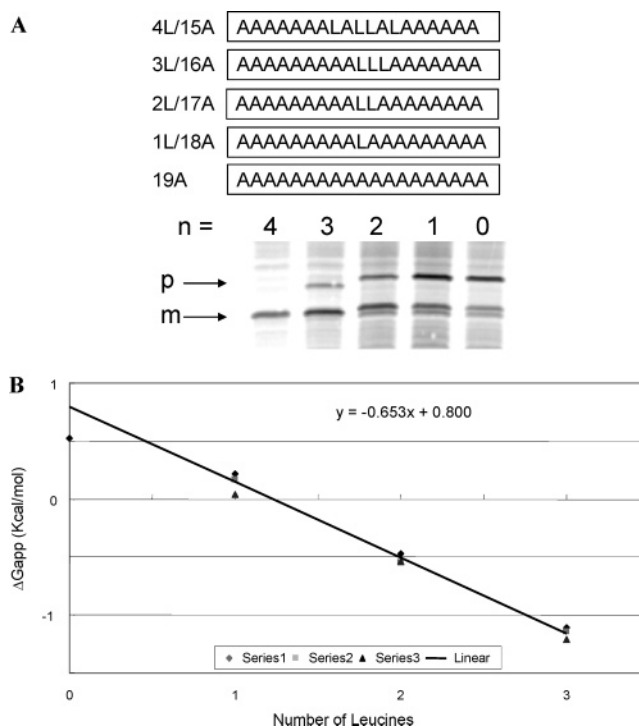 A
4L/15A AAAAAAALALLALAAAAAA
3L/16A AAAAAAAAALLLAAAAAAA
2L/17A AAAAAAAAALLAAAAAAAA
1L/18A AAAAAAAAALAAAAAAAAA
19A AAAAAAAAAAAAAAAAAAA
n = 4 3 2 1 0
p
m
B
1
y = -0.653x + 0.800
0
-1
ΔGapp (Kcal/mol)
Series1 Series2 Series3 Linear
0 1 2 3
Number of Leucines